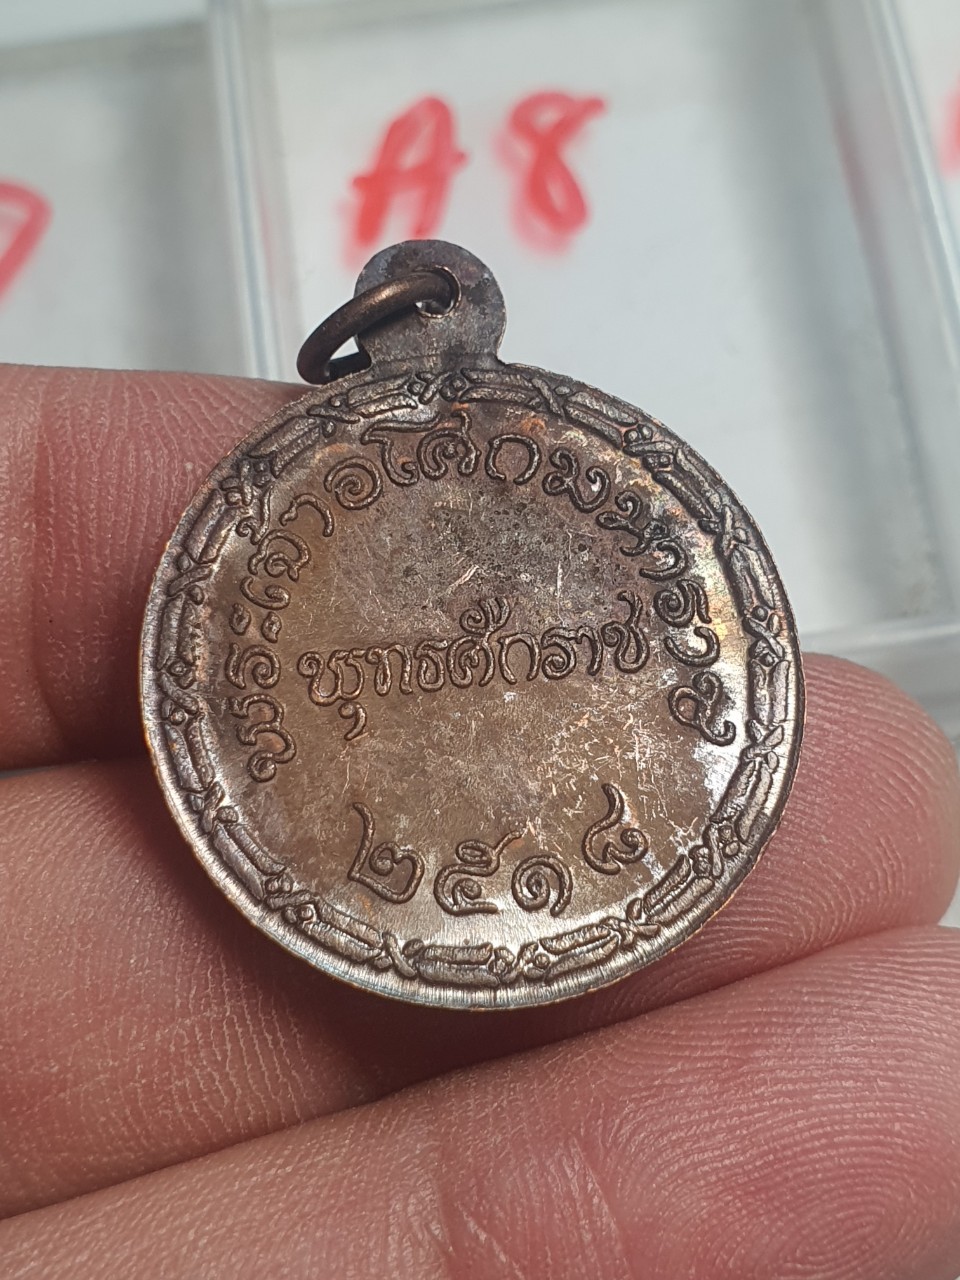 A8
พระเจ้าอโศกมหาราช
พุทธศักราช
๒๕๑๘